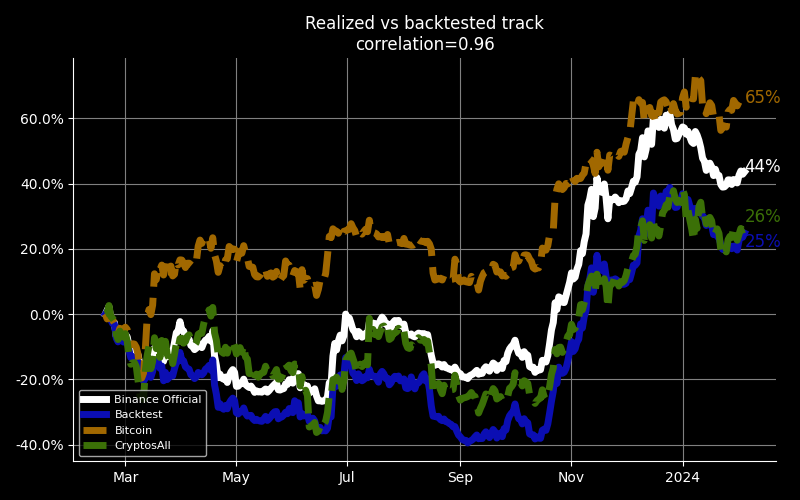 Realized vs backtested track
correlation=0.96
60.0%
40.0%
20.0%
0.0%
-20.0%
-40.0%
65%
44%
26%
25%
Binance Official
Backtest
Bitcoin
CryptosAll
Mar May Jul Sep Nov 2024